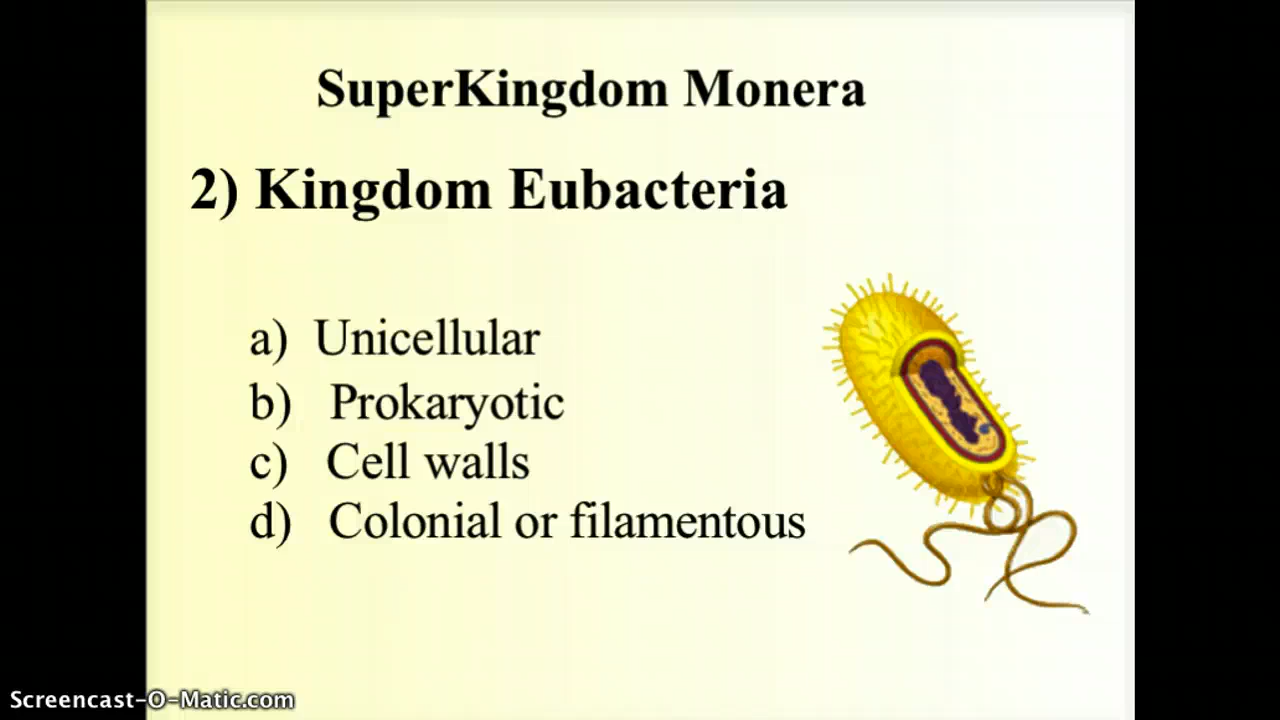 SuperKingdom Monera
2) Kingdom Eubacteria
a) Unicellular
b) Prokaryotic
c) Cell walls
d) Colonial or filamentous
Screencast-O-Matic.com